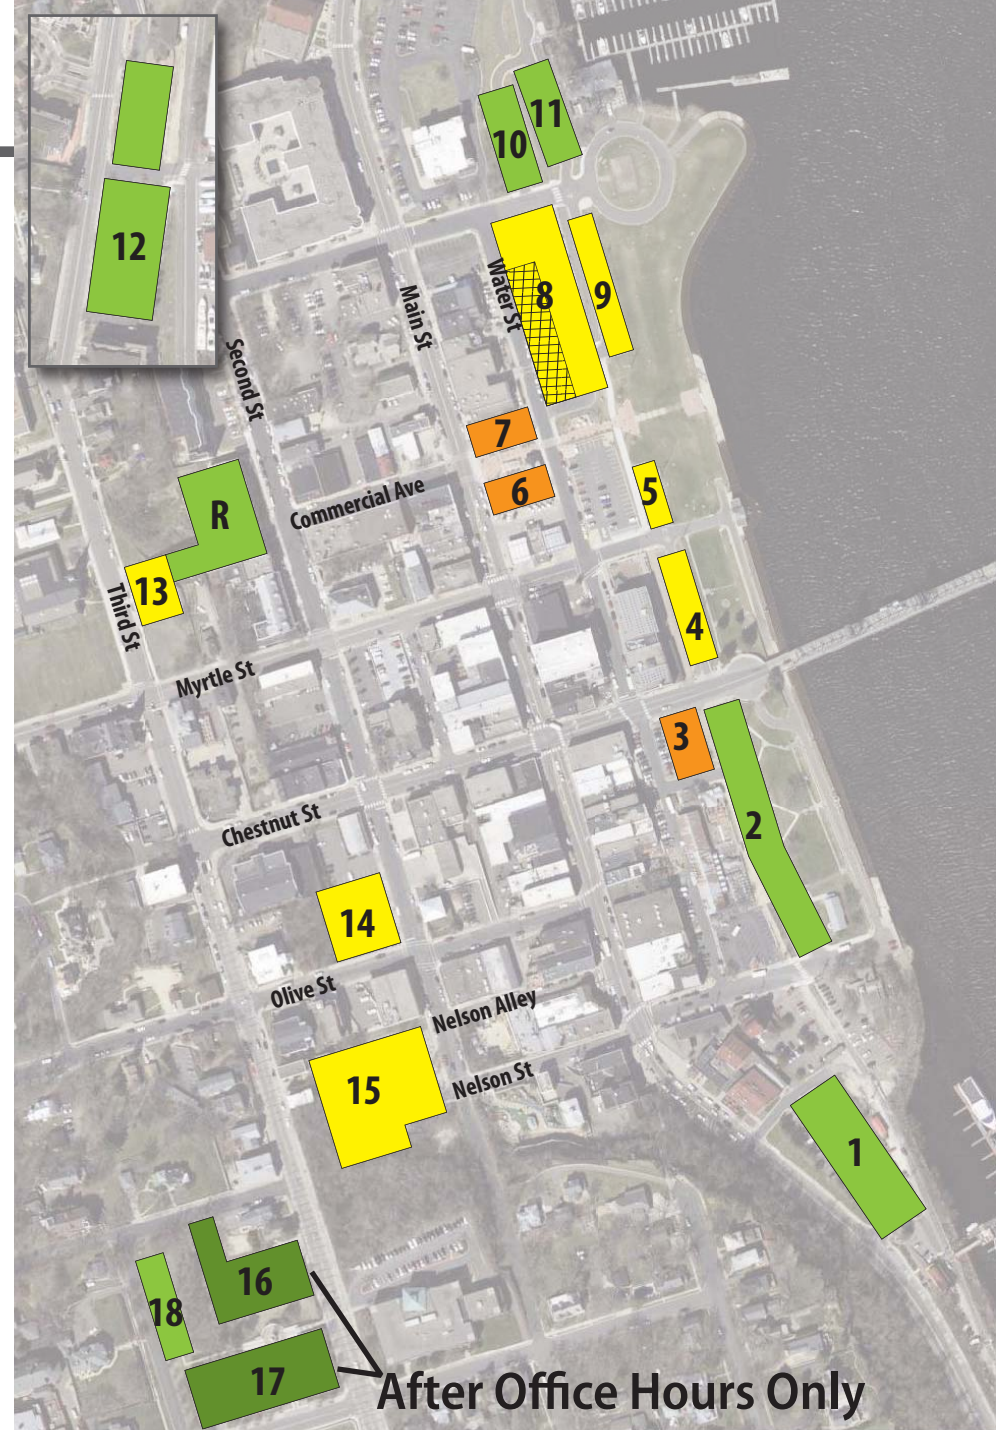 11
10
12
Water St
8
9
Main St
Second St
7
6
5
Commercial Ave
R
13
Third St
4
Myrtle St
3
2
Chestnut St
14
Olive St
Nelson Alley
15
Nelson St
1
16
18
17
After Office Hours Only